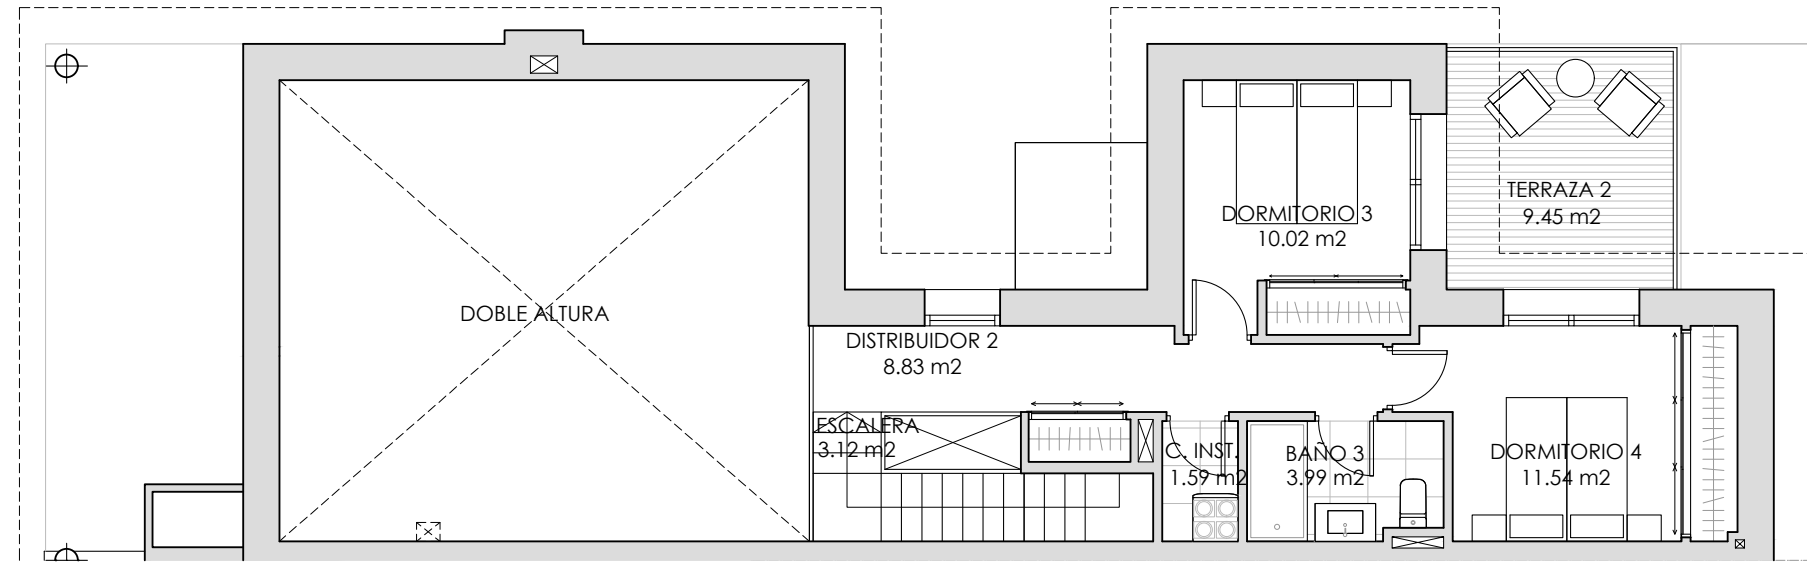 DOBLE ALTURA
DISTRIBUIDOR 2
8.83 m2
ESCALERA
3.12 m2
C. INST.
1.59 m2
BAÑO 3
3.99 m2
DORMITORIO 3
10.02 m2
TERRAZA 2
9.45 m2
DORMITORIO 4
11.54 m2